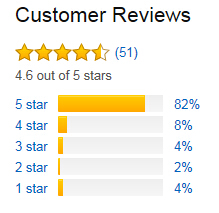 Customer Reviews
(51)
4.6 out of 5 stars
5 star 82%
4 star 8%
3 star 4%
2 star 2%
1 star 4%